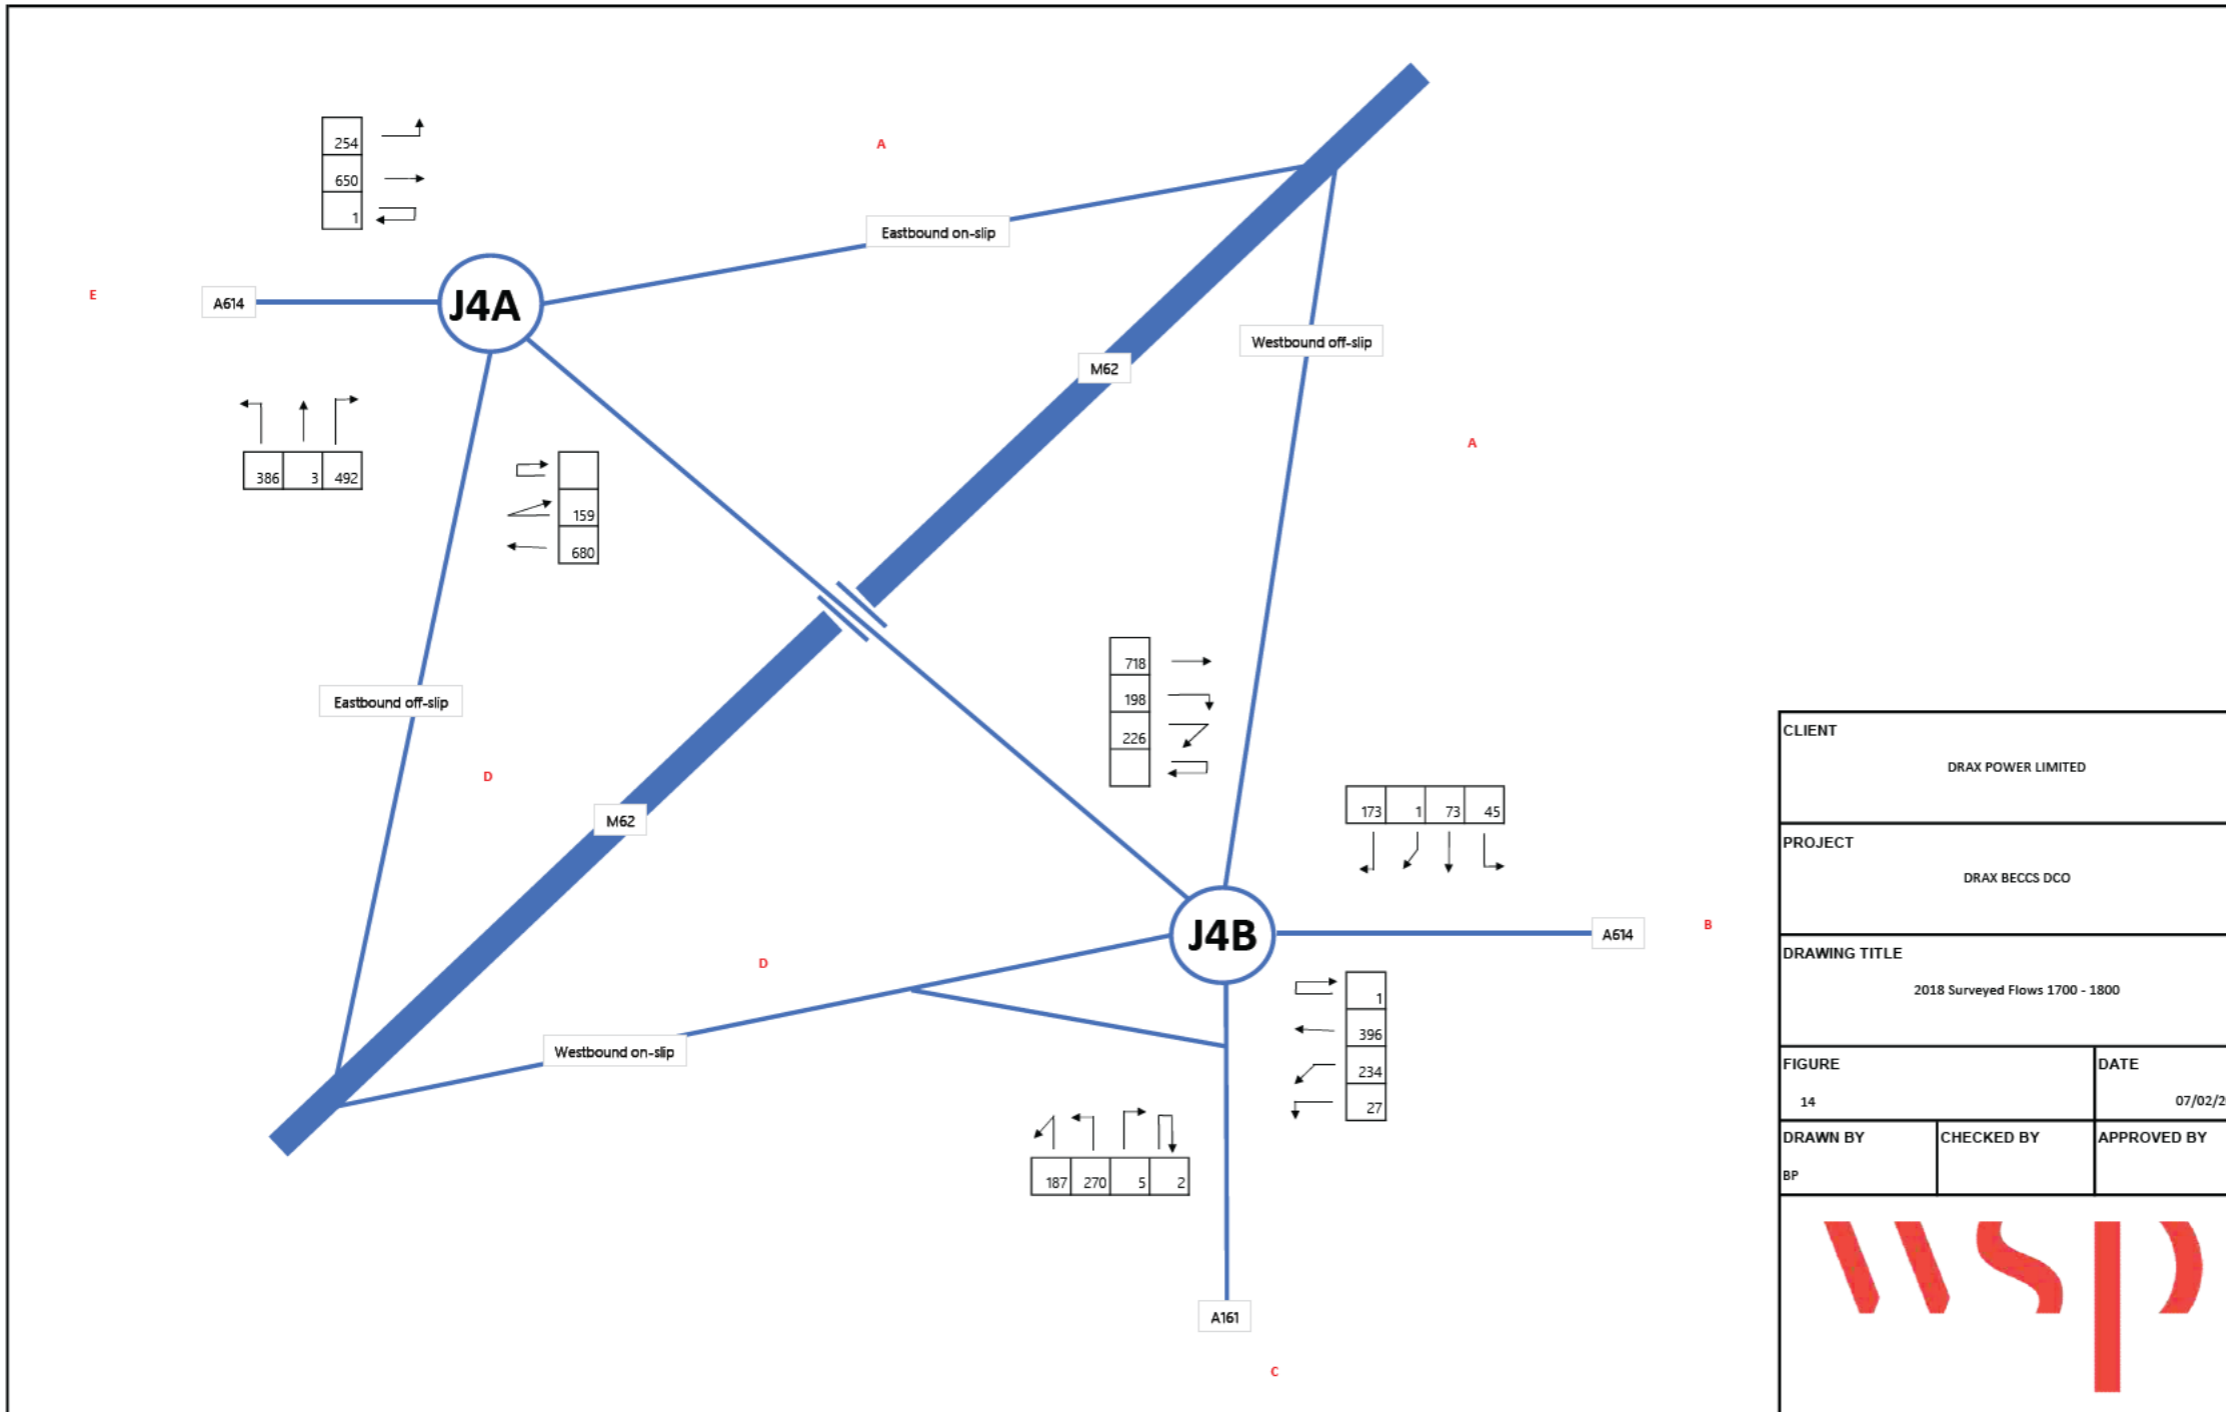 A
254
650
1
Eastbound on-slip
E
A614
J4A
Westbound off-slip
M62
A
386 3 492
159
680
718
198
226
Eastbound off-slip
D
M62
173 1 73 45
J4B
A614
B
D
1
396
234
27
Westbound on-slip
187 270 5 2
A161
C
CLIENT
DRAX POWER LIMITED
PROJECT
DRAX BECCS DCO
DRAWING TITLE
2018 Surveyed Flows 1700 - 1800
FIGURE
14
DATE
07/02/2
DRAWN BY
BP
CHECKED BY
APPROVED BY
wsp